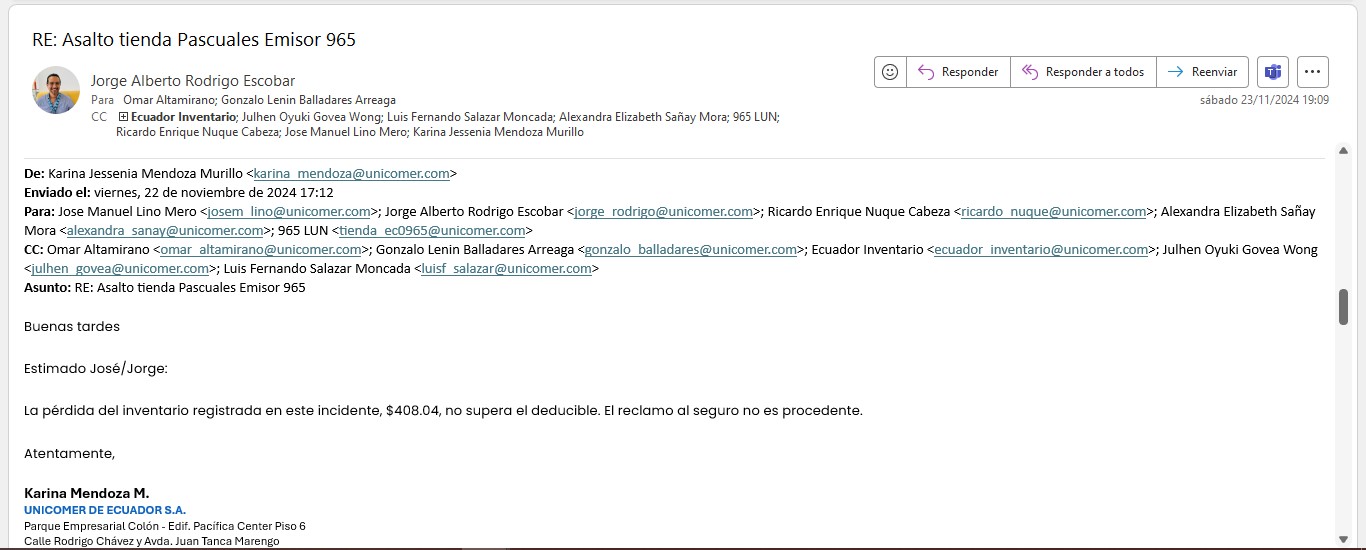 RE: Asalto tienda Pascuales Emisor 965
Jorge Alberto Rodrigo Escobar
Para Omar Altamirano; Gonzalo Lenin Balladares Arreaga
CC Ecuador Inventario; Julhen Oyuki Govea Wong; Luis Fernando Salazar Moncada; Alexandra Elizabeth Sañay Mora; 965 LUN;
Ricardo Enrique Nuque Cabeza; Jose Manuel Lino Mero; Karina Jessenia Mendoza Murillo
Responder
Responder a todos
Reenviar
sábado 23/11/2024 19:09
De: Karina Jessenia Mendoza Murillo <karina_mendoza@unicomer.com>
Enviado el: viernes, 22 de noviembre de 2024 17:12
Para: Jose Manuel Lino Mero <josem_lino@unicomer.com>; Jorge Alberto Rodrigo Escobar <jorge_rodrigo@unicomer.com>; Ricardo Enrique Nuque Cabeza <ricardo_nuque@unicomer.com>; Alexandra Elizabeth Sañay
Mora <alexandra_sanay@unicomer.com>; 965 LUN <tienda_ec0965@unicomer.com>
CC: Omar Altamirano <omar_altamirano@unicomer.com>; Gonzalo Lenin Balladares Arreaga <gonzalo_balladares@unicomer.com>; Ecuador Inventario <ecuador_inventario@unicomer.com>; Julhen Oyuki Govea Wong
<julhen_govea@unicomer.com>; Luis Fernando Salazar Moncada <luisf_salazar@unicomer.com>
Asunto: RE: Asalto tienda Pascuales Emisor 965
Buenas tardes
Estimado José/Jorge:
La pérdida del inventario registrada en este incidente, $408.04, no supera el deducible. El reclamo al seguro no es procedente.
Atentamente,
Karina Mendoza M.
UNICOMER DE ECUADOR S.A.
Parque Empresarial Colón - Edif. Pacífica Center Piso 6
Calle Rodrigo Chávez y Avda. Juan Tanca Marengo